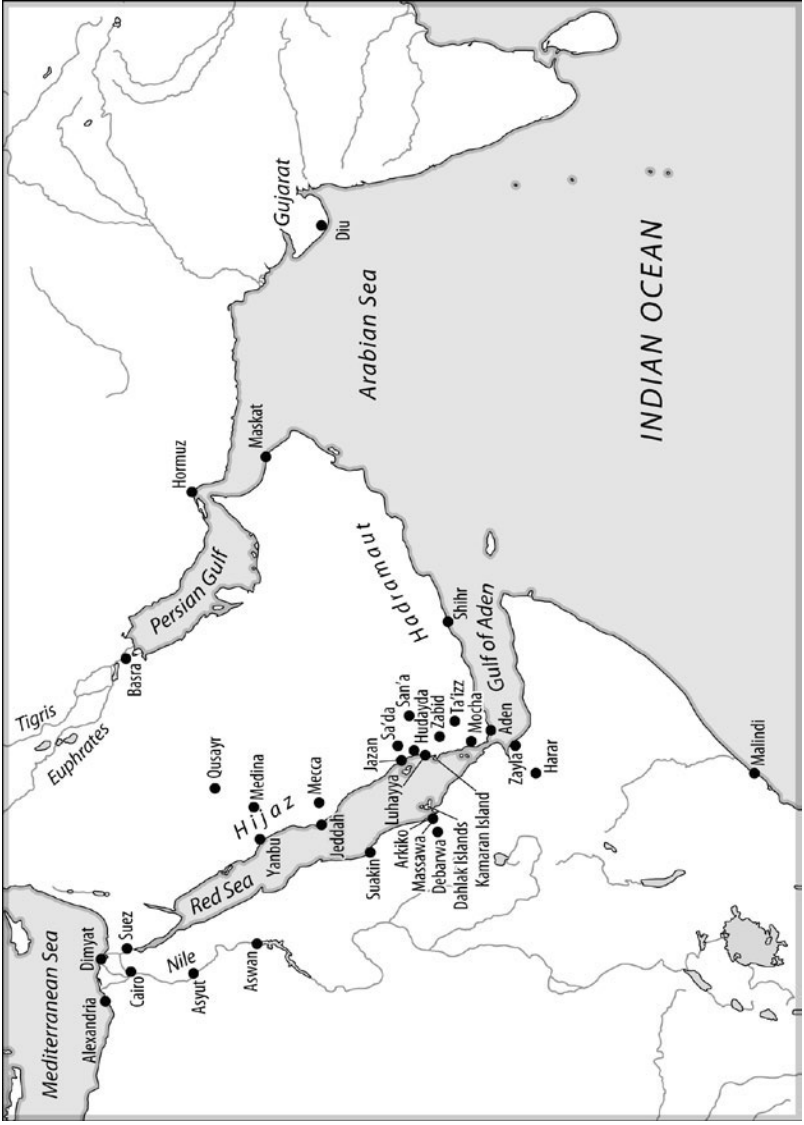 Mediterranean Sea
Alexandria
Dimyat
Cairo
Suez
Nile
Asyut
Aswan
Tigris
Euphrates
Basra
Persian Gulf
Hormuz
Maskat
Gujarat
Diu
Arabian Sea
INDIAN OCEAN
Qusayr
Medina
Hijaz
Mecca
Red Sea
Yanbu
Jeddah
Suakin
Jazan
Sa'da
San'a
Luhayya
Hudayda
Zabid
Ta'izz
Mocha
Aden
Arkiko
Massawa
Debarwa
Dahlak Islands
Kamaran Island
Hadramaut
Shihr
Gulf of Aden
Zayla
Harar
Malindi